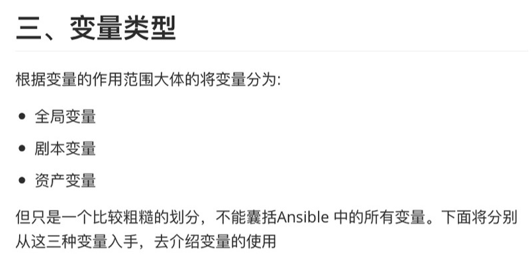 三、变量类型
根据变量的作用范围大体的将变量分为:
全局变量
剧本变量
资产变量
但只是一个比较粗糙的划分，不能囊括Ansible 中的所有变量。下面将分别
从这三种变量入手，去介绍变量的使用